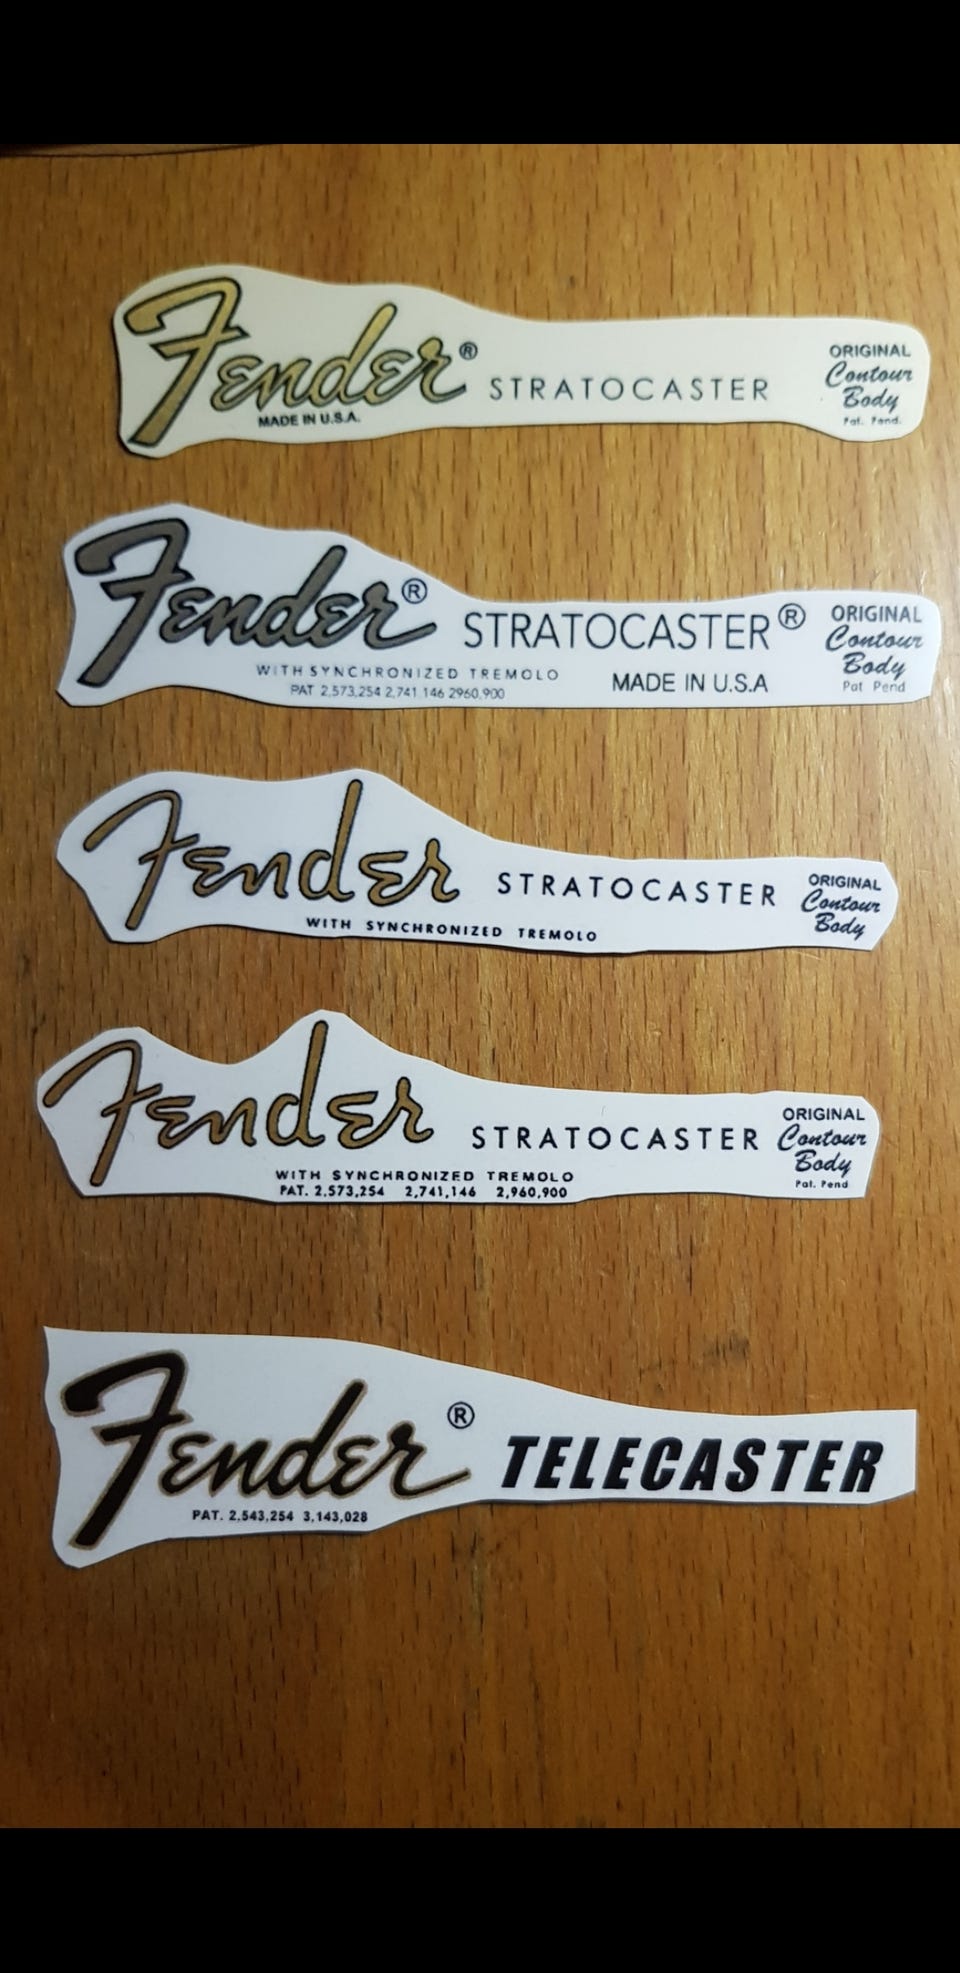 Fender® STRATOCASTER
MADE IN U.S.A.
ORIGINAL
Contour
Body
Pat. Pend.
Fender® STRATOCASTER®
WITH SYNCHRONIZED TREMOLO
PAT 2,573,254 2,741 146 2960,900
MADE IN U.S.A
ORIGINAL
Contour
Body
Pat Pend
Fender STRATOCASTER
WITH SYNCHRONIZED TREMOLO
ORIGINAL
Contour
Body
Fender STRATOCASTER
WITH SYNCHRONIZED TREMOLO
PAT. 2,573,254 2,741,146 2,960,900
ORIGINAL
Contour
Body
Pat. Pend
Fender® TELECASTER
PAT. 2,543,254 3,143,028